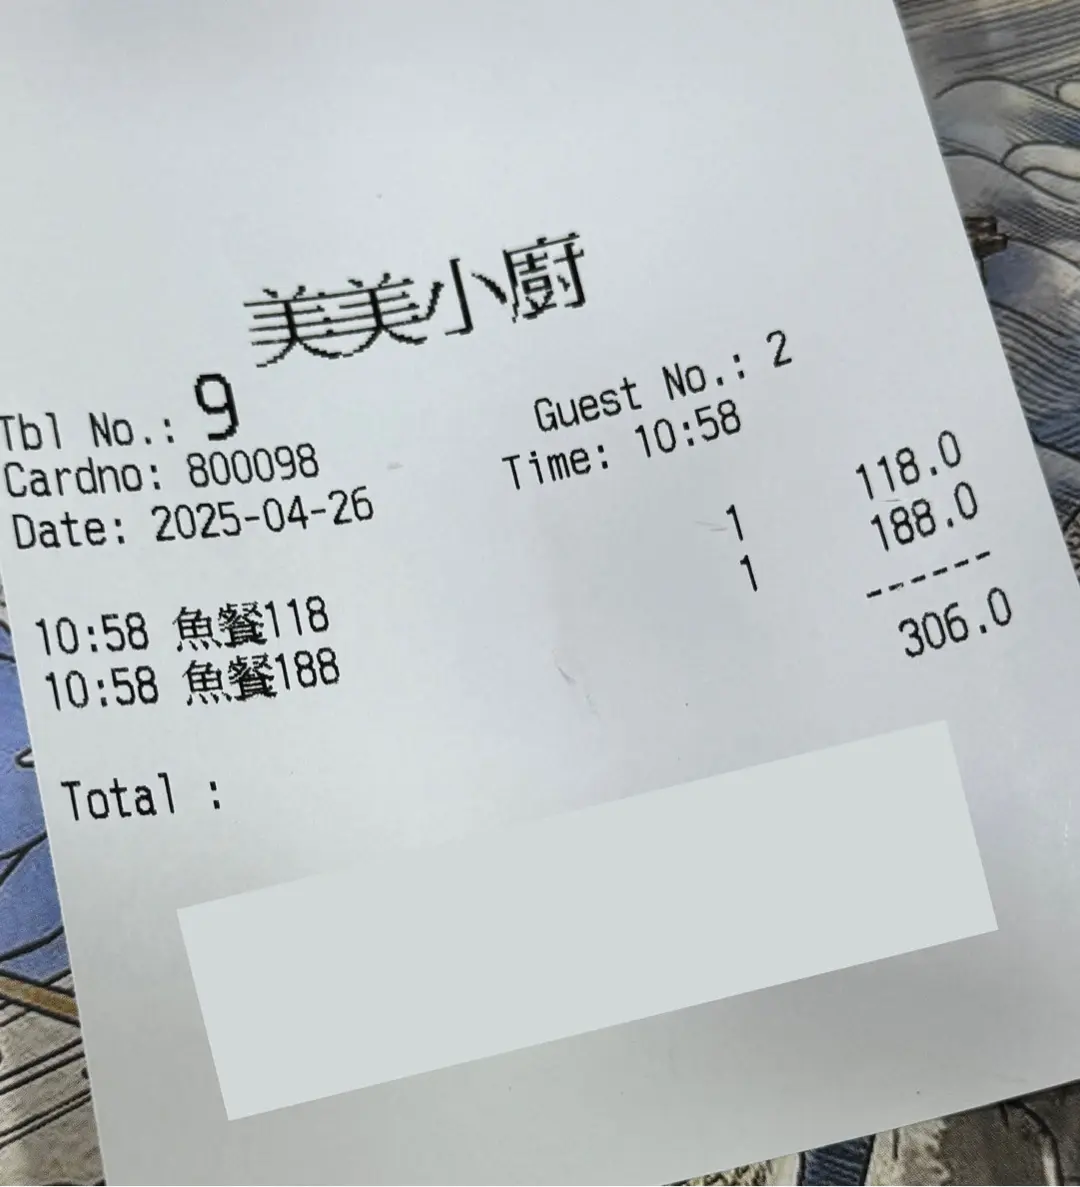 美美小廚
Tbl No.: 9 Guest No.: 2
Cardno: 800098 Time: 10:58
Date: 2025-04-26
10:58 魚餐118 1 118.0
10:58 魚餐188 1 188.0
------
Total : 306.0